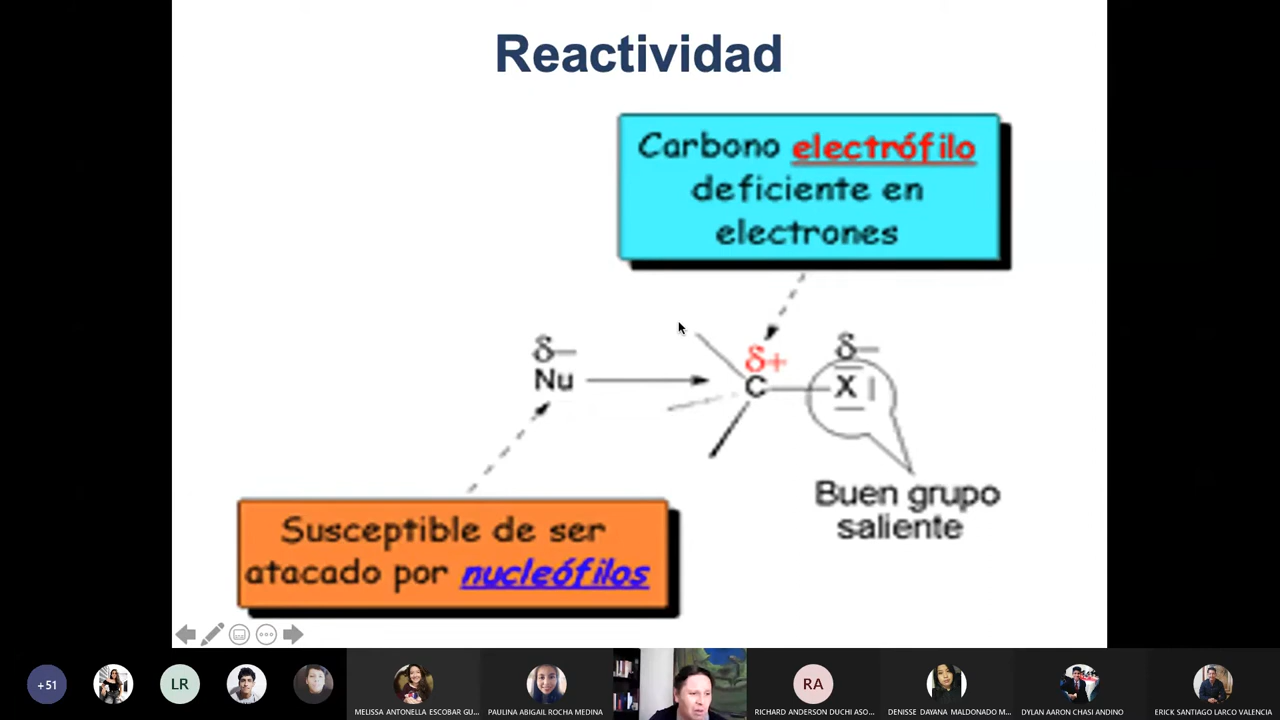 Reactividad
Carbono electrófilo
deficiente en
electrones
δ−
δ+
δ−
Nu
C
X
Buen grupo
saliente
Susceptible de ser
atacado por nucleófilos
+51
LR
RA
MELISSA ANTONELLA ESCOBAR GU...
PAULINA ABIGAIL ROCHA MEDINA
RICHARD ANDERSON DUCHI ASO...
DENISSE DAYANA MALDONADO M...
DYLAN AARON CHASI ANDINO
ERICK SANTIAGO LARCO VALENCIA